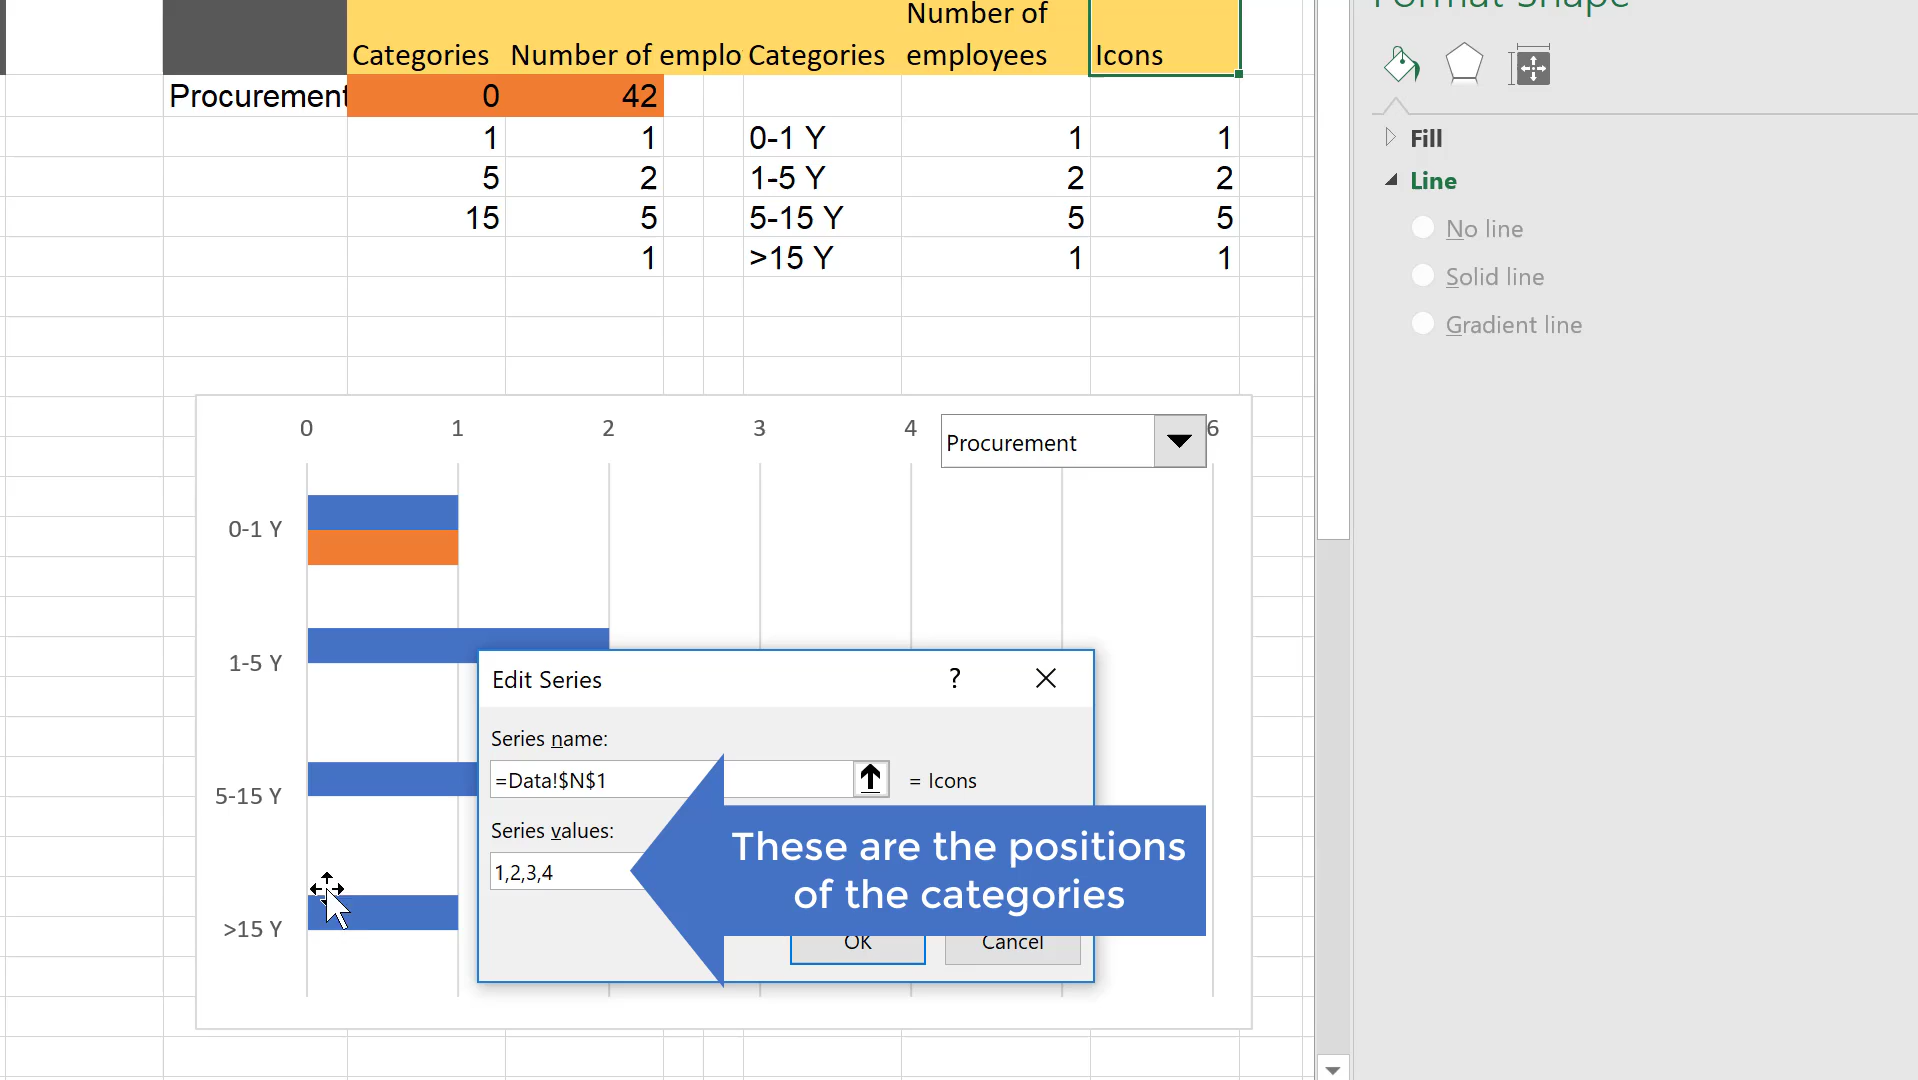 Format Shape
Number of
Categories Number of emplo Categories employees Icons
Procurement 0 42
1 1 0-1 Y 1 1
5 2 1-5 Y 2 2
15 5 5-15 Y 5 5
1 >15 Y 1 1
Fill
Line
No line
Solid line
Gradient line
0 1 2 3 4 6
Procurement
0-1 Y
1-5 Y
5-15 Y
>15 Y
Edit Series ?
Series name:
=Data!$N$1 = Icons
Series values:
1,2,3,4
These are the positions
of the categories
OK Cancel